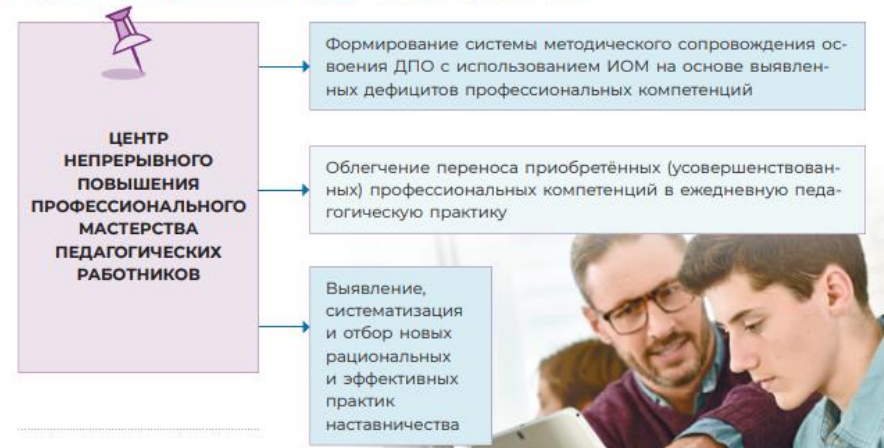 ЦЕНТР
НЕПРЕРЫВНОГО
ПОВЫШЕНИЯ
ПРОФЕССИОНАЛЬНОГО
МАСТЕРСТВА
ПЕДАГОГИЧЕСКИХ
РАБОТНИКОВ
Формирование системы методического сопровождения ос-
воения ДПО с использованием ИОМ на основе выявлен-
ных дефицитов профессиональных компетенций
Облегчение переноса приобретённых (усовершенствован-
ных) профессиональных компетенций в ежедневную педа-
гогическую практику
Выявление,
систематизация
и отбор новых
рациональных
и эффективных
практик
наставничества